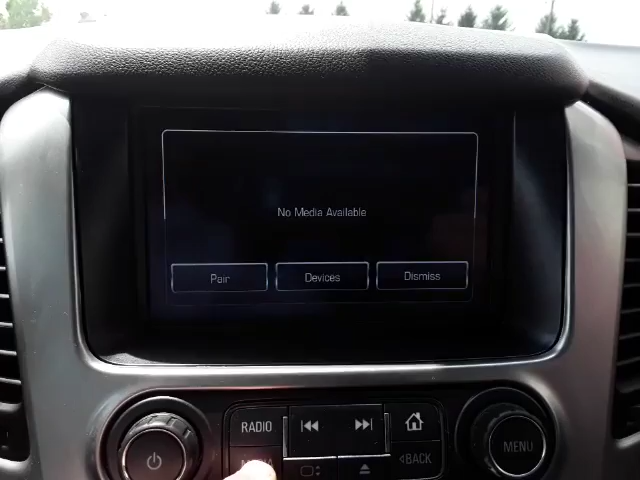 No Media Available
Pair Devices Dismiss
RADIO
MENU
BACK